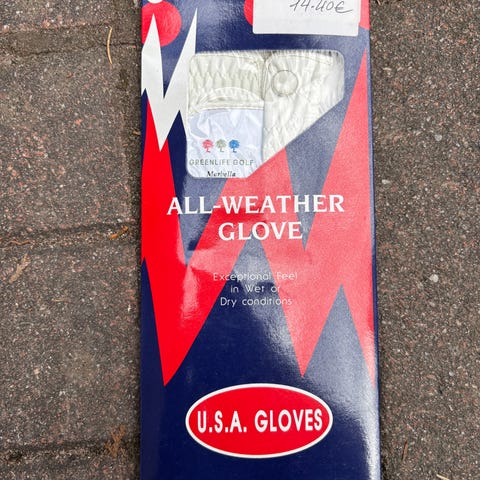 14.40€
GREENLIFE GOLF
Marbella
ALL-WEATHER
GLOVE
Exceptional Feel
in Wet or
Dry conditions
U.S.A. GLOVES